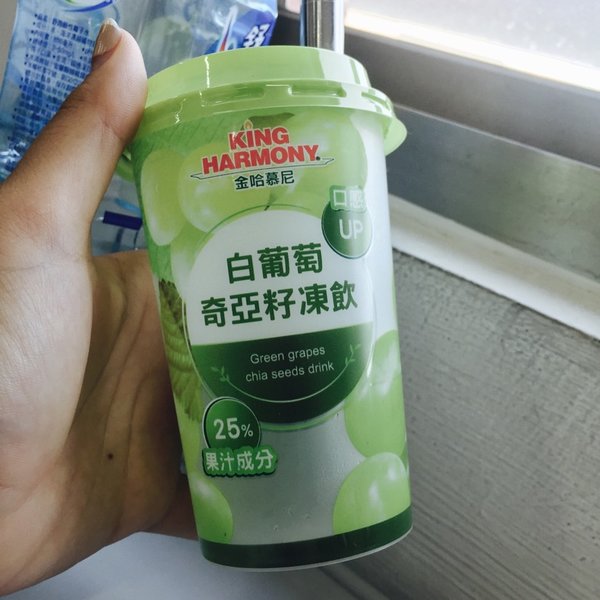 KING
HARMONY®
金哈慕尼
口感
UP
白葡萄
奇亞籽凍飲
Green grapes
chia seeds drink
25%
果汁成分